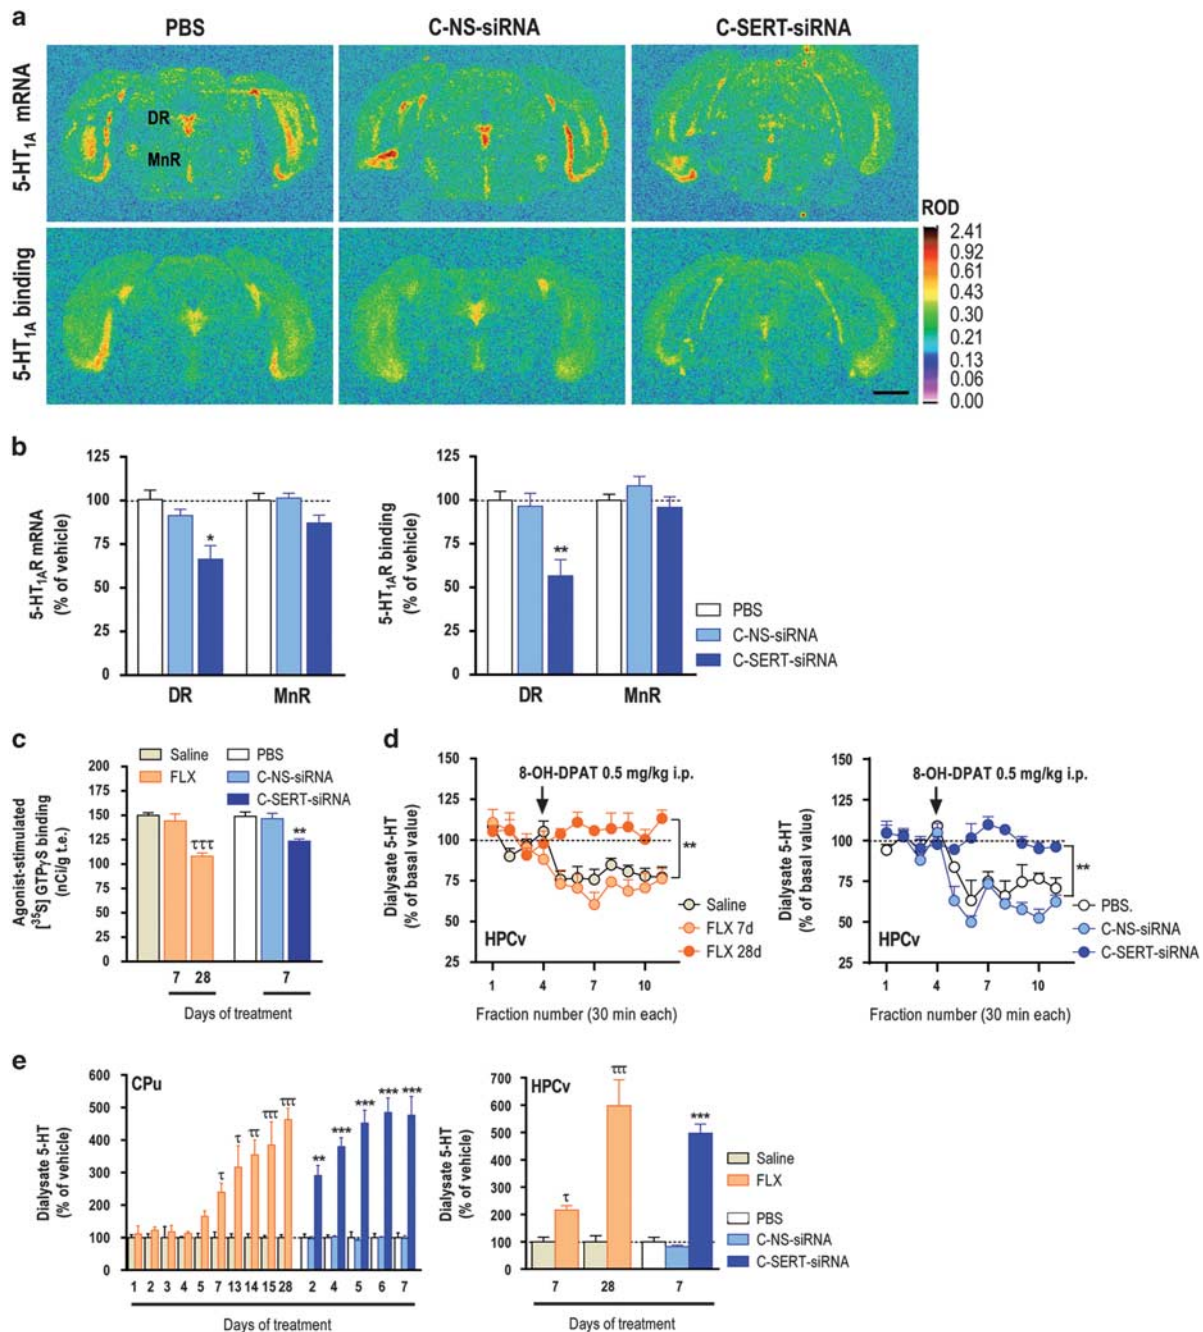 a
PBS
C-NS-siRNA
C-SERT-siRNA
5-HT1A mRNA
DR
MnR
5-HT1A binding
ROD
2.41
0.92
0.61
0.43
0.30
0.21
0.13
0.06
0.00
b
5-HT1AR mRNA
(% of vehicle)
125
100
75
50
25
0
*
DR
MnR
5-HT1AR binding
(% of vehicle)
125
100
75
50
25
0
**
DR
MnR
PBS
C-NS-siRNA
C-SERT-siRNA
c
Saline
FLX
PBS
C-NS-siRNA
C-SERT-siRNA
Agonist-stimulated
[35S] GTPγS binding
(nCi/g t.e.)
200
175
150
125
100
75
50
25
0
τττ
**
7 28
7
Days of treatment
d
Dialysate 5-HT
(% of basal value)
150
125
100
75
50
25
8-OH-DPAT 0.5 mg/kg i.p.
**
HPCv
Saline
FLX 7d
FLX 28d
1 4 7 10
Fraction number (30 min each)
Dialysate 5-HT
(% of basal value)
150
125
100
75
50
25
8-OH-DPAT 0.5 mg/kg i.p.
**
HPCv
PBS.
C-NS-siRNA
C-SERT-siRNA
1 4 7 10
Fraction number (30 min each)
e
Dialysate 5-HT
(% of vehicle)
600
500
400
300
200
100
0
CPu
τ τ ττ τττ τττ ** *** *** *** ***
1 2 3 4 5 7 13 14 15 28 2 4 5 6 7
Days of treatment
Dialysate 5-HT
(% of vehicle)
700
600
500
400
300
200
100
0
HPCv
τ τττ ***
7 28 7
Days of treatment
Saline
FLX
PBS
C-NS-siRNA
C-SERT-siRNA